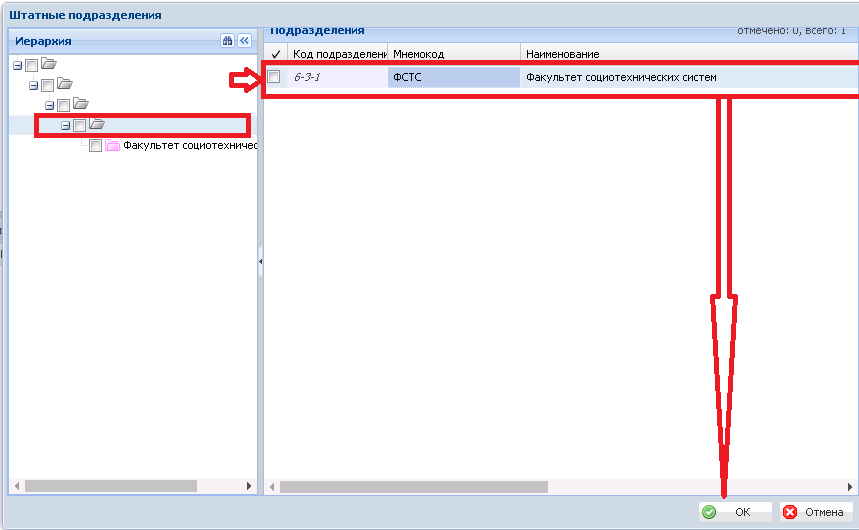 Штатные подразделения
Иерархия
Факультет социотехничес
Подразделения
отмечено: 0, всего: 1
Код подразделени Мнемокод Наименование
6-3-1 ФСТС Факультет социотехнических систем
ОК Отмена